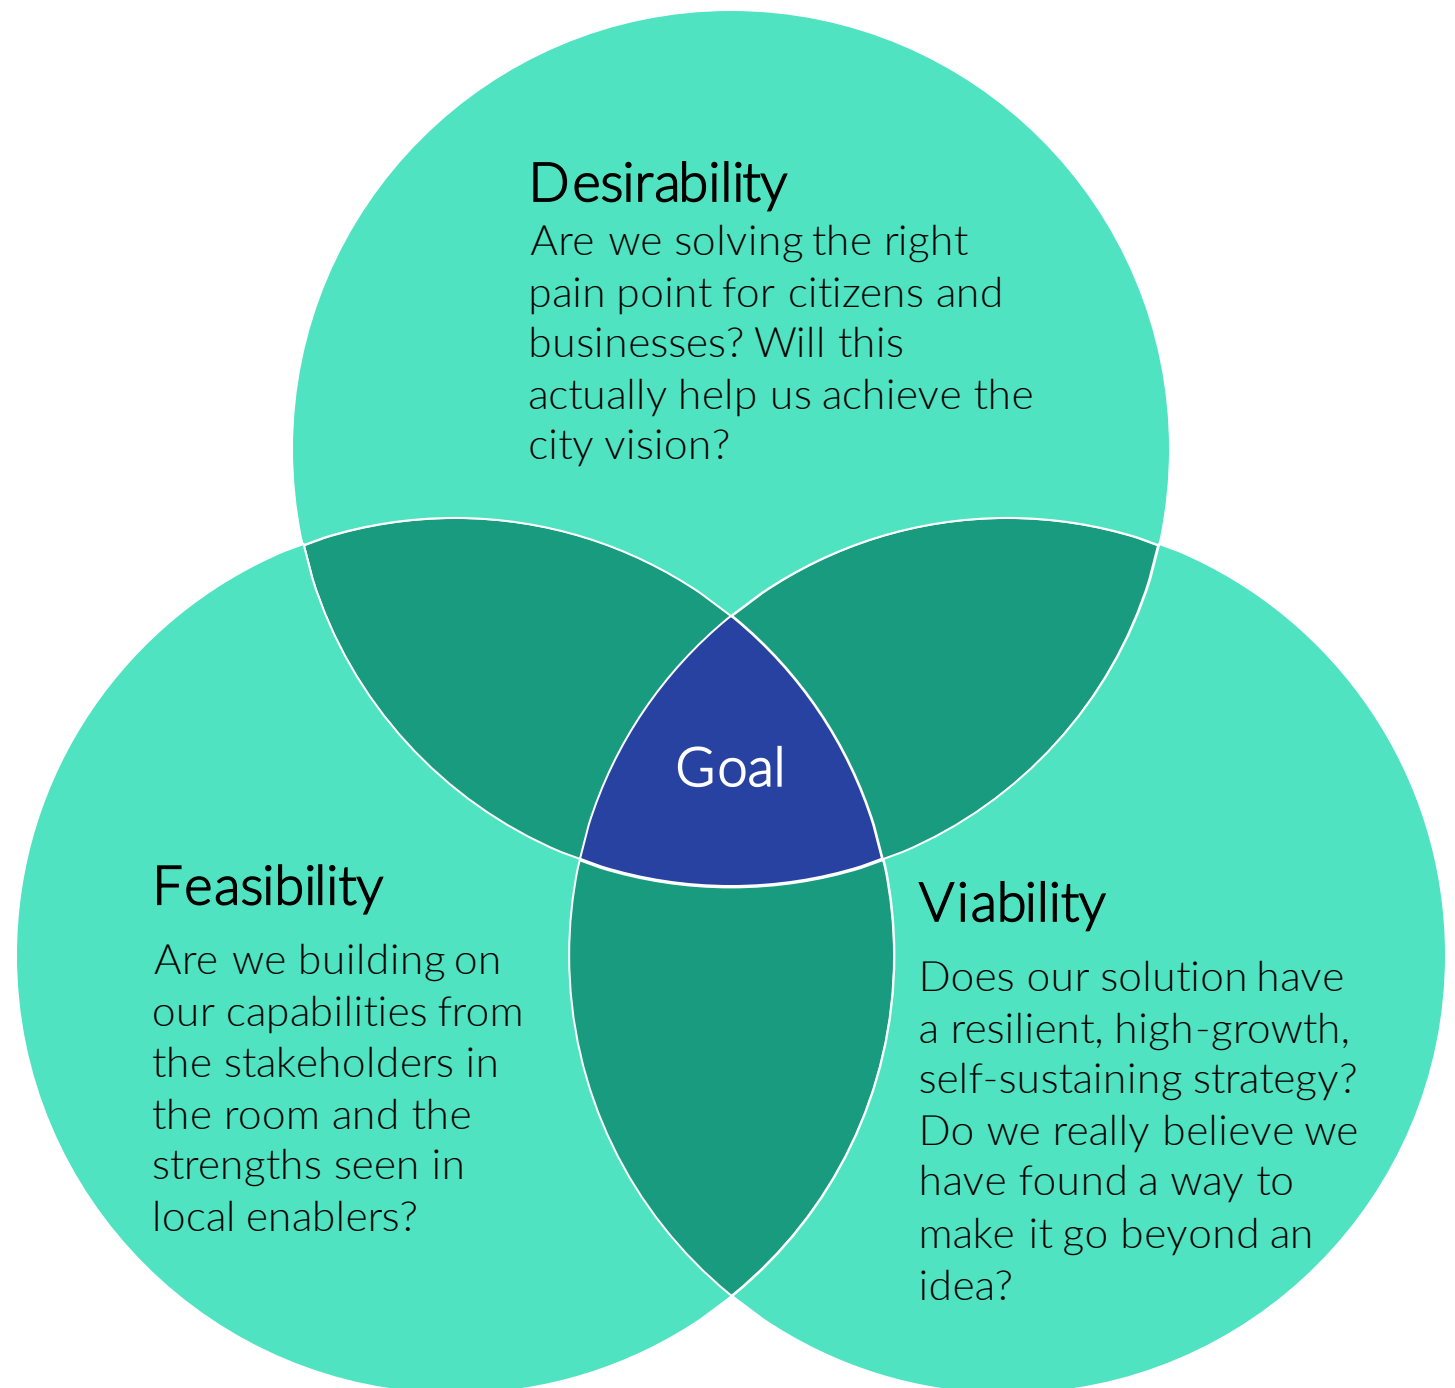 Desirability
Are we solving the right
pain point for citizens and
businesses? Will this
actually help us achieve the
city vision?
Goal
Feasibility
Are we building on
our capabilities from
the stakeholders in
the room and the
strengths seen in
local enablers?
Viability
Does our solution have
a resilient, high-growth,
self-sustaining strategy?
Do we really believe we
have found a way to
make it go beyond an
idea?